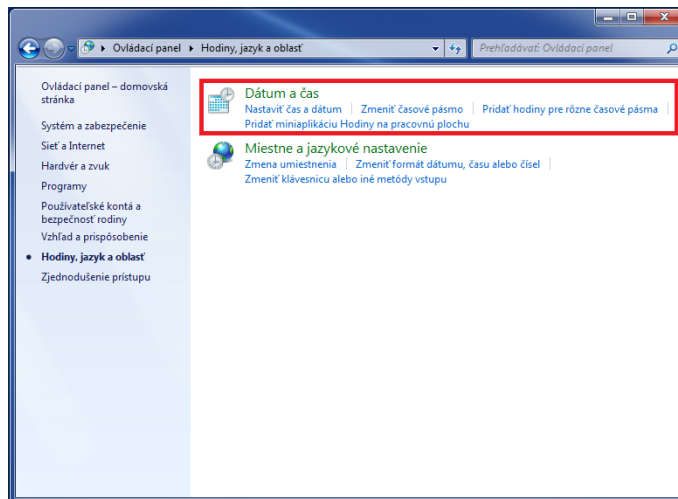 Ovládací panel ▸ Hodiny, jazyk a oblasť
Prehľadávať: Ovládací panel
Ovládací panel – domovská
stránka
Systém a zabezpečenie
Sieť a Internet
Hardvér a zvuk
Programy
Používateľské kontá a
bezpečnosť rodiny
Vzhľad a prispôsobenie
Hodiny, jazyk a oblasť
Zjednodušenie prístupu
Dátum a čas
Nastaviť čas a dátum | Zmeniť časové pásmo | Pridať hodiny pre rôzne časové pásma |
Pridať miniaplikáciu Hodiny na pracovnú plochu
Miestne a jazykové nastavenie
Zmena umiestnenia | Zmeniť formát dátumu, času alebo čísel |
Zmeniť klávesnicu alebo iné metódy vstupu